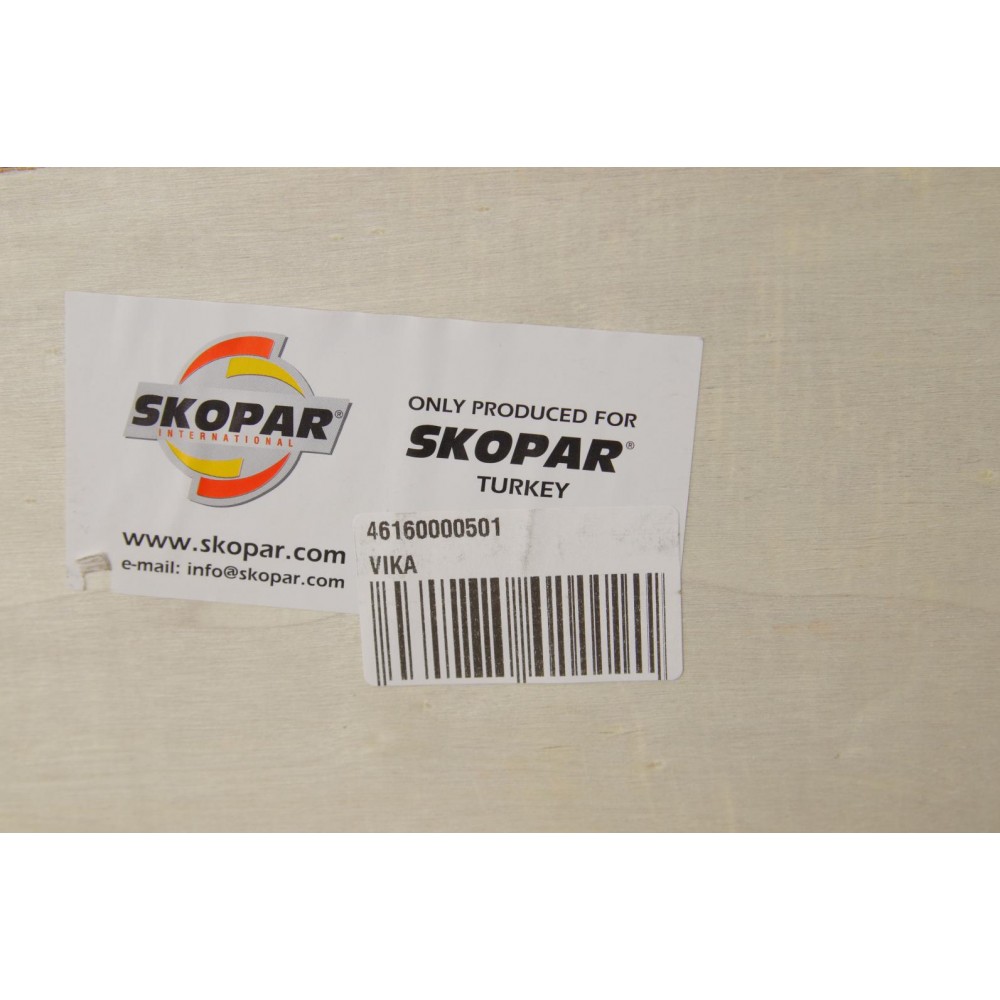 SKOPAR®
INTERNATIONAL
www.skopar.com
e-mail: info@skopar.com
ONLY PRODUCED FOR
SKOPAR®
TURKEY
46160000501
VIKA